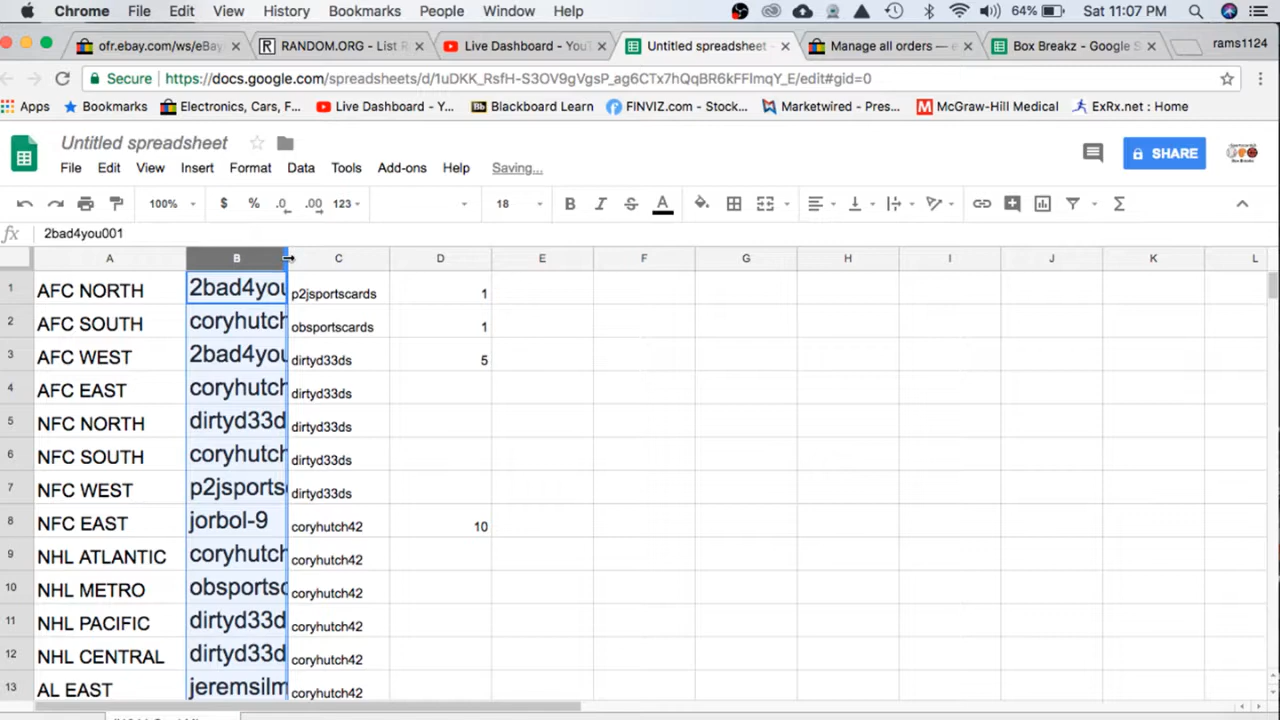 Chrome File Edit View History Bookmarks People Window Help 64% Sat 11:07 PM
ofr.ebay.com/ws/eBay RANDOM.ORG - List R Live Dashboard - YouT Untitled spreadsheet - Manage all orders — e Box Breakz - Google S rams1124
Secure https://docs.google.com/spreadsheets/d/1uDKK_RsfH-S3OV9gVgsP_ag6CTx7hQqBR6kFFlmqY_E/edit#gid=0
Apps Bookmarks Electronics, Cars, F... Live Dashboard - Y... Bb Blackboard Learn FINVIZ.com - Stock... Marketwired - Pres... McGraw-Hill Medical ExRx.net : Home
Untitled spreadsheet
SHARE
File Edit View Insert Format Data Tools Add-ons Help Saving...
100% $ % .0 .00 123 18 B I S A Σ
fx 2bad4you001
A B C D E F G H I J K L
1 AFC NORTH 2bad4you p2jsportscards 1
2 AFC SOUTH coryhutch obsportscards 1
3 AFC WEST 2bad4you dirtyd33ds 5
4 AFC EAST coryhutch dirtyd33ds
5 NFC NORTH dirtyd33d dirtyd33ds
6 NFC SOUTH coryhutch dirtyd33ds
7 NFC WEST p2jsports dirtyd33ds
8 NFC EAST jorbol-9 coryhutch42 10
9 NHL ATLANTIC coryhutch coryhutch42
10 NHL METRO obsportsc coryhutch42
11 NHL PACIFIC dirtyd33d coryhutch42
12 NHL CENTRAL dirtyd33d coryhutch42
13 AL EAST jeremsilm coryhutch42